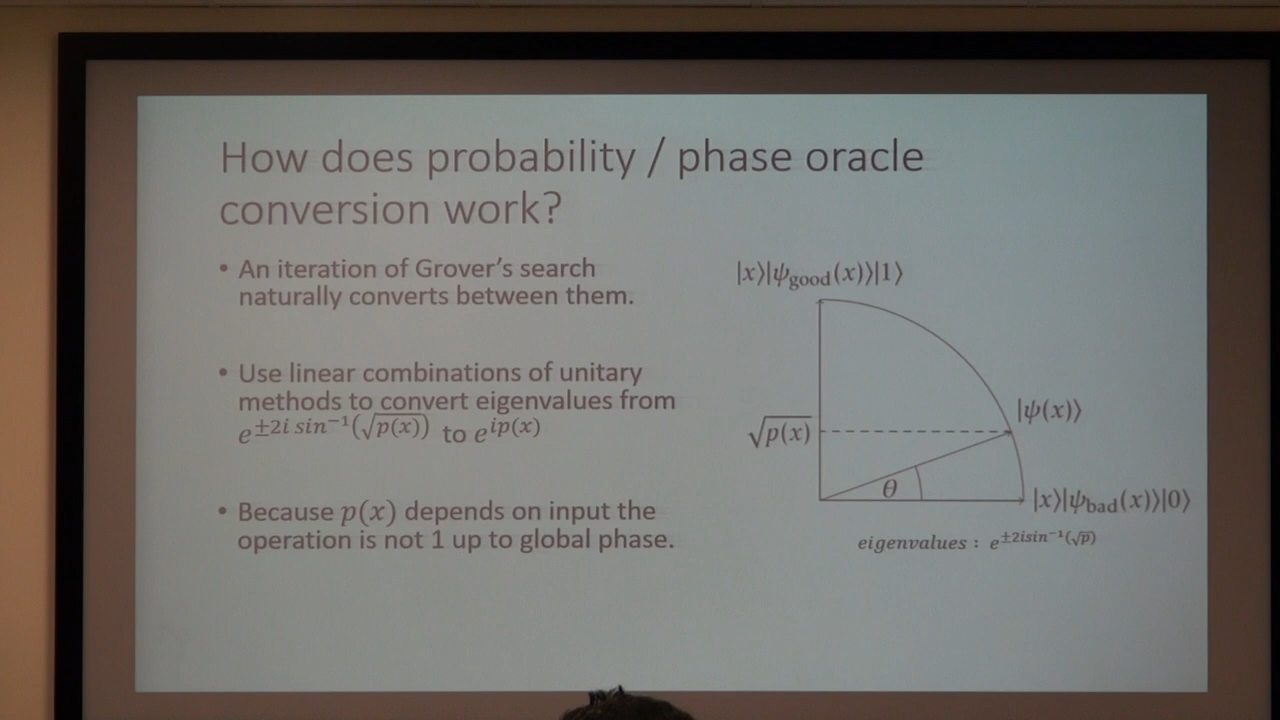 How does probability / phase oracle
conversion work?
• An iteration of Grover's search
naturally converts between them.
• Use linear combinations of unitary
methods to convert eigenvalues from
e^{±2i sin^{−1}(√p(x))} to e^{ip(x)}
• Because p(x) depends on input the
operation is not 1 up to global phase.
|x⟩|ψ_good(x)⟩|1⟩
|ψ(x)⟩
√p(x)
θ
|x⟩|ψ_bad(x)⟩|0⟩
eigenvalues : e^{±2isin^{−1}(√p)}